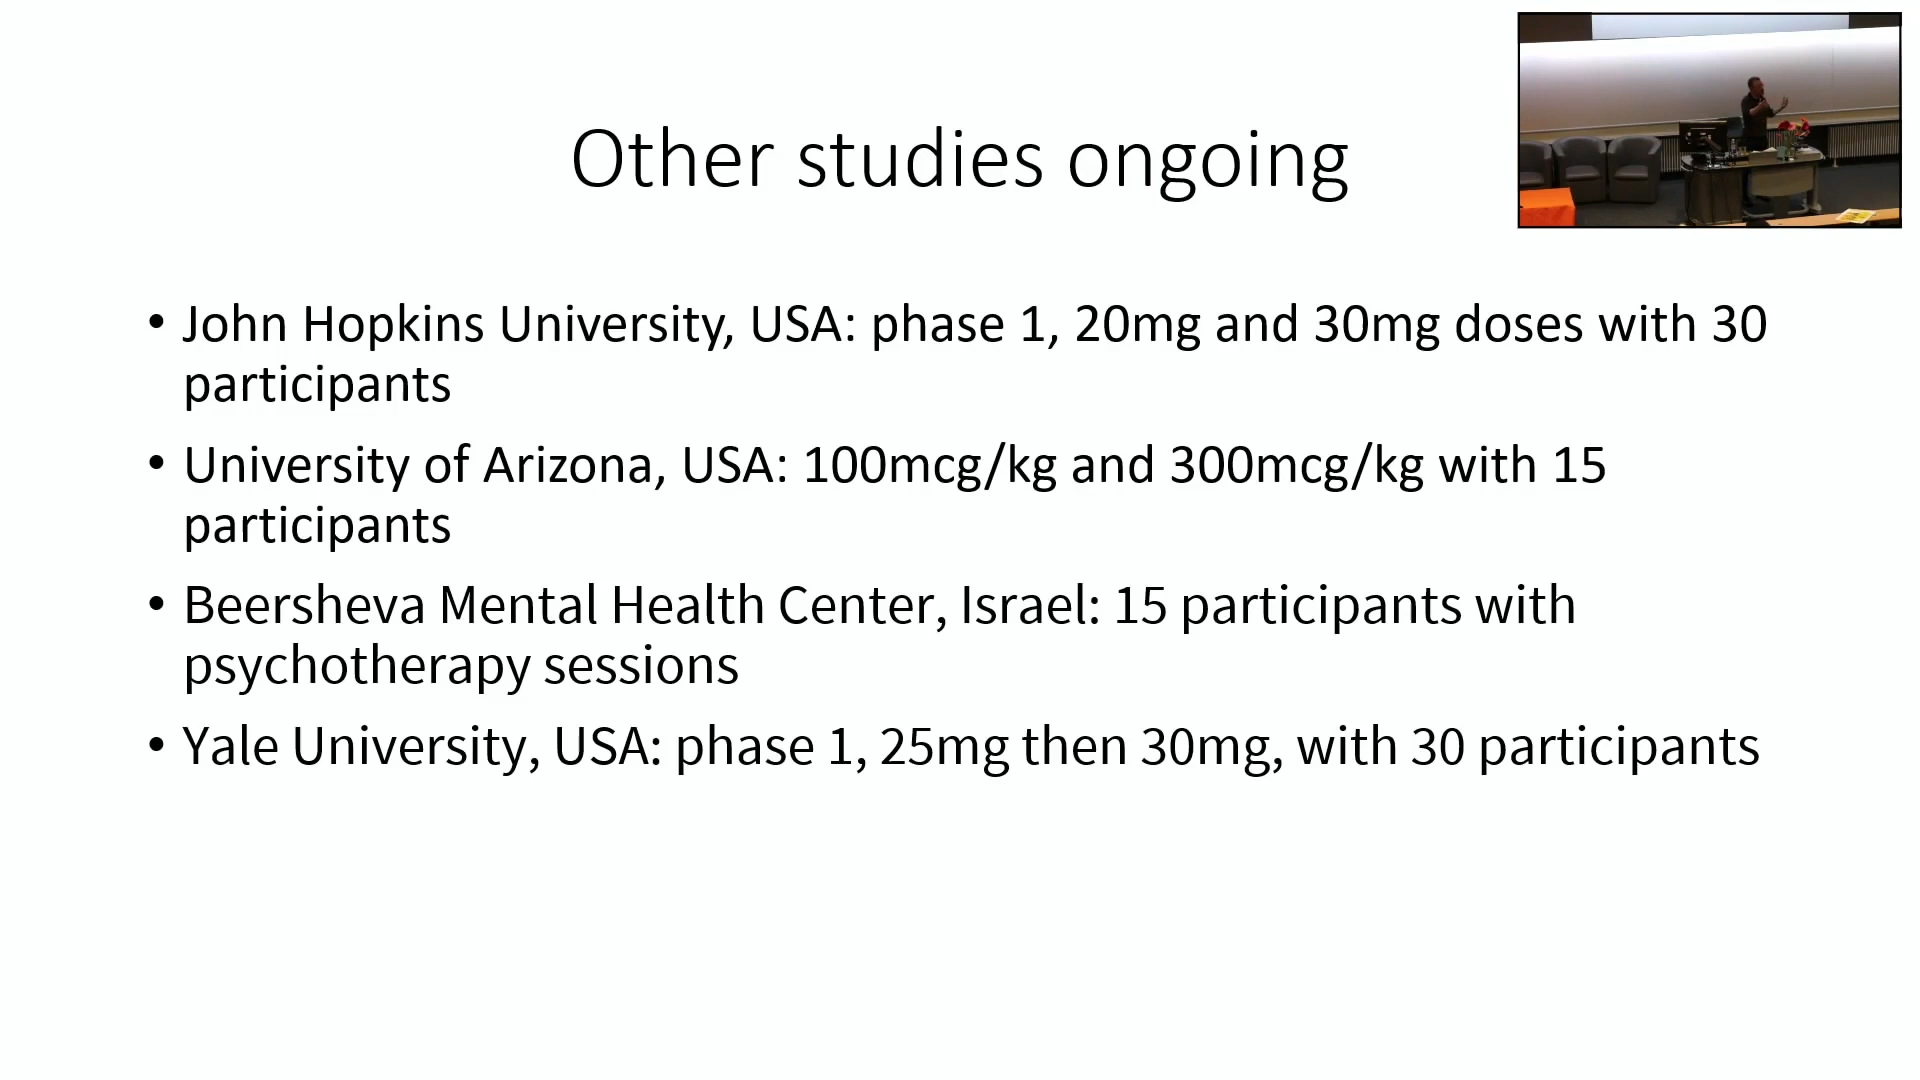 Other studies ongoing
• John Hopkins University, USA: phase 1, 20mg and 30mg doses with 30
participants
• University of Arizona, USA: 100mcg/kg and 300mcg/kg with 15
participants
• Beersheva Mental Health Center, Israel: 15 participants with
psychotherapy sessions
• Yale University, USA: phase 1, 25mg then 30mg, with 30 participants